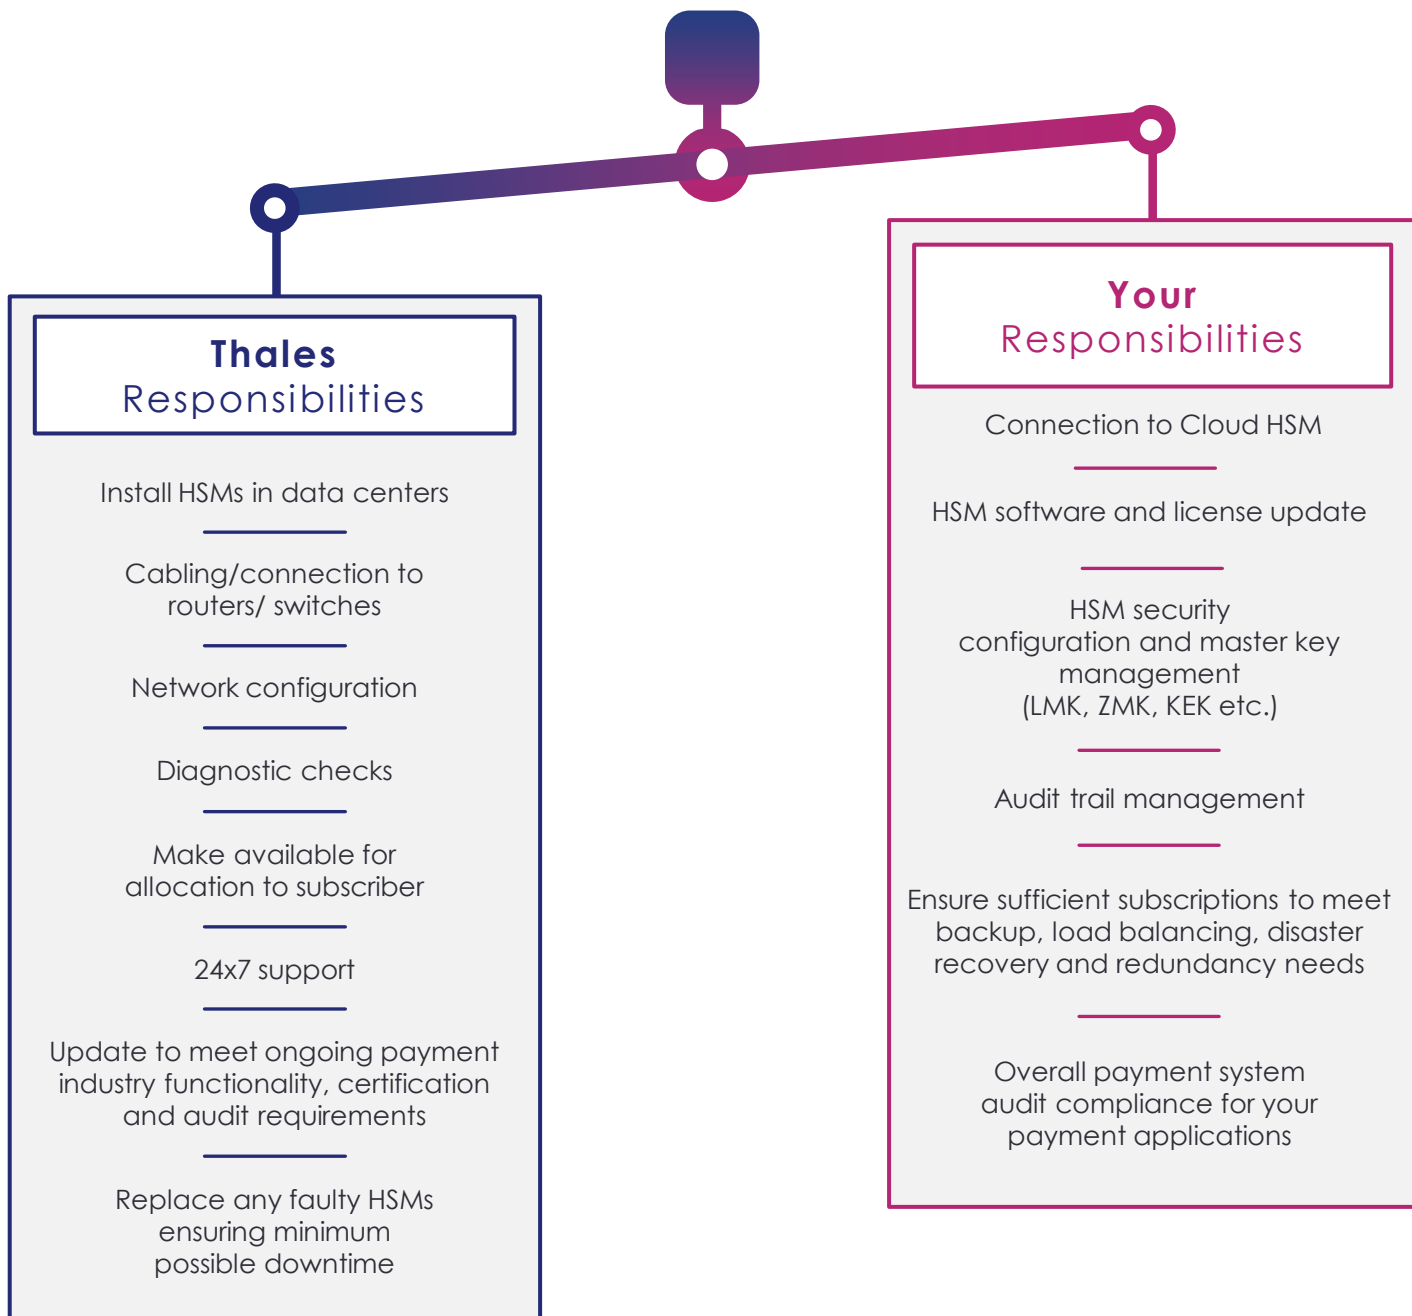 Thales
Responsibilities
Install HSMs in data centers
Cabling/connection to
routers/ switches
Network configuration
Diagnostic checks
Make available for
allocation to subscriber
24x7 support
Update to meet ongoing payment
industry functionality, certification
and audit requirements
Replace any faulty HSMs
ensuring minimum
possible downtime
Your
Responsibilities
Connection to Cloud HSM
HSM software and license update
HSM security
configuration and master key
management
(LMK, ZMK, KEK etc.)
Audit trail management
Ensure sufficient subscriptions to meet
backup, load balancing, disaster
recovery and redundancy needs
Overall payment system
audit compliance for your
payment applications